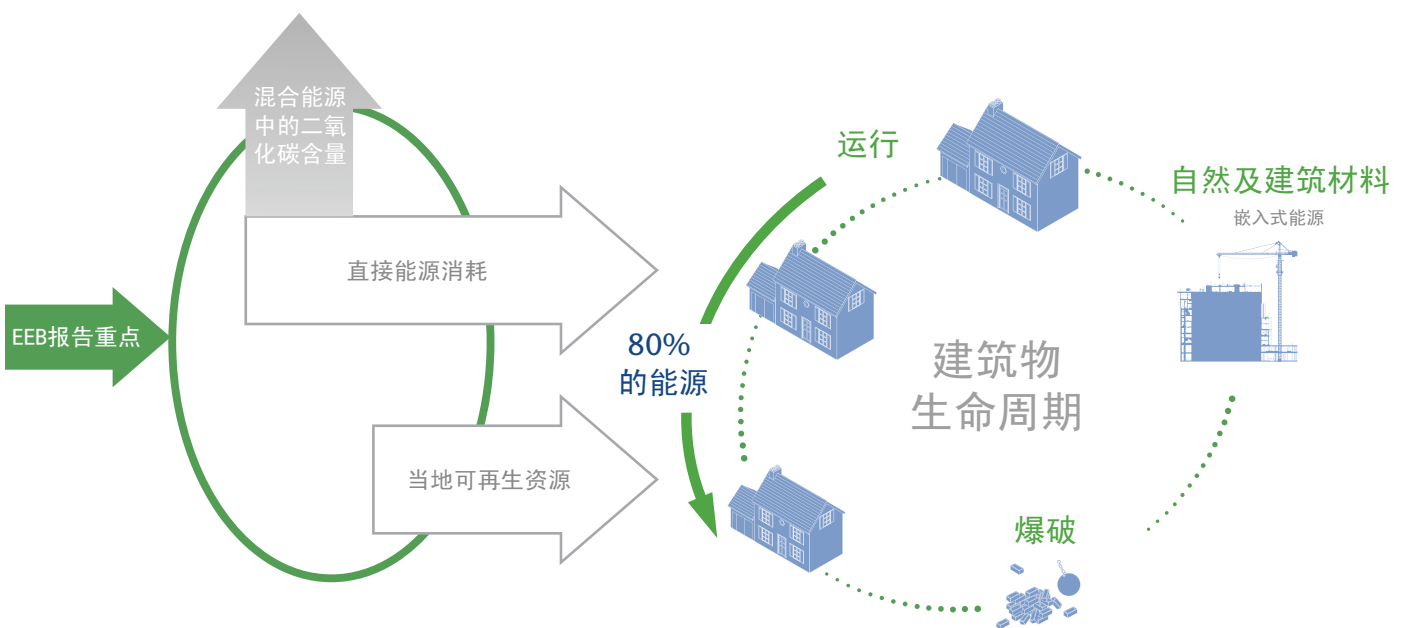 混合能源
中的二氧
化碳含量
直接能源消耗
EEB报告重点
当地可再生资源
80%
的能源
运行
自然及建筑材料
嵌入式能源
建筑物
生命周期
爆破